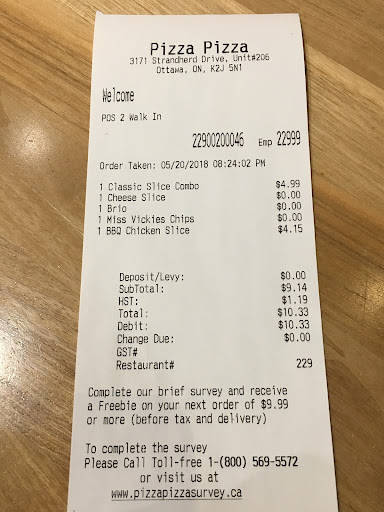 Pizza Pizza
3171 Strandherd Drive, Unit#206
Ottawa, ON, K2J 5N1
Welcome
POS 2 Walk In
22900200046 Emp 22999
Order Taken: 05/20/2018 08:24:02 PM
1 Classic Slice Combo $4.99
1 Cheese Slice $0.00
1 Brio $0.00
1 Miss Vickies Chips $0.00
1 BBQ Chicken Slice $4.15
Deposit/Levy: $0.00
SubTotal: $9.14
HST: $1.19
Total: $10.33
Debit: $10.33
Change Due: $0.00
GST#
Restaurant# 229
Complete our brief survey and receive
a Freebie on your next order of $9.99
or more (before tax and delivery)
To complete the survey
Please Call Toll-free 1-(800) 569-5572
or visit us at
www.pizzapizzasurvey.ca